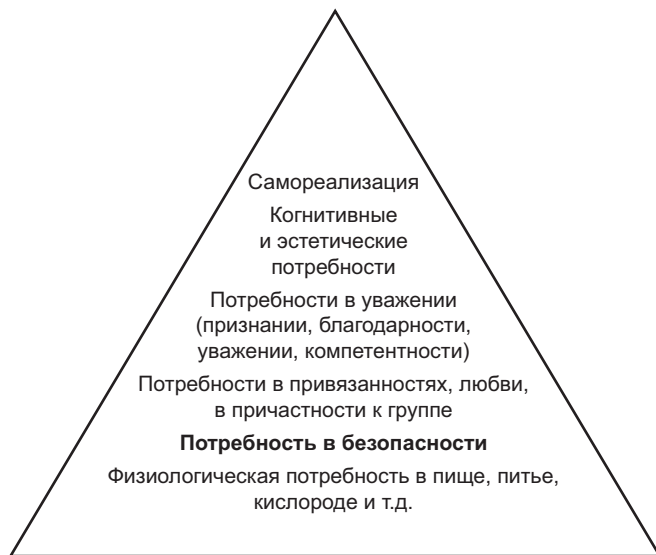 Самореализация
Когнитивные
и эстетические
потребности
Потребности в уважении
(признании, благодарности,
уважении, компетентности)
Потребности в привязанностях, любви,
в причастности к группе
Потребность в безопасности
Физиологическая потребность в пище, питье,
кислороде и т.д.